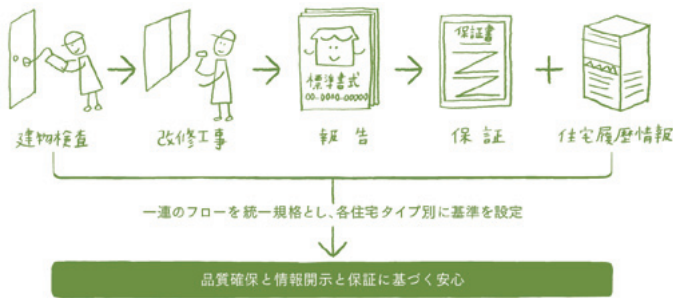 保証書
標準書式
00-0000-00000
建物検査
改修工事
報告
保証
住宅履歴情報
一連のフローを統一規格とし、各住宅タイプ別に基準を設定
品質確保と情報開示と保証に基づく安心